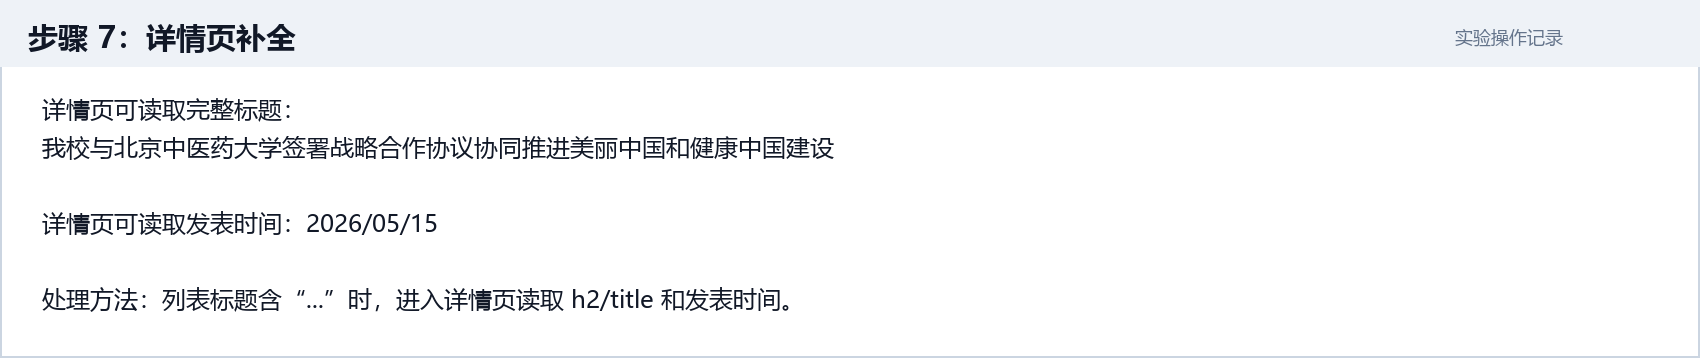 步骤 7：详情页补全
实验操作记录
详情页可读取完整标题：
我校与北京中医药大学签署战略合作协议协同推进美丽中国和健康中国建设
详情页可读取发表时间：2026/05/15
处理方法：列表标题含“...”时，进入详情页读取 h2/title 和发表时间。